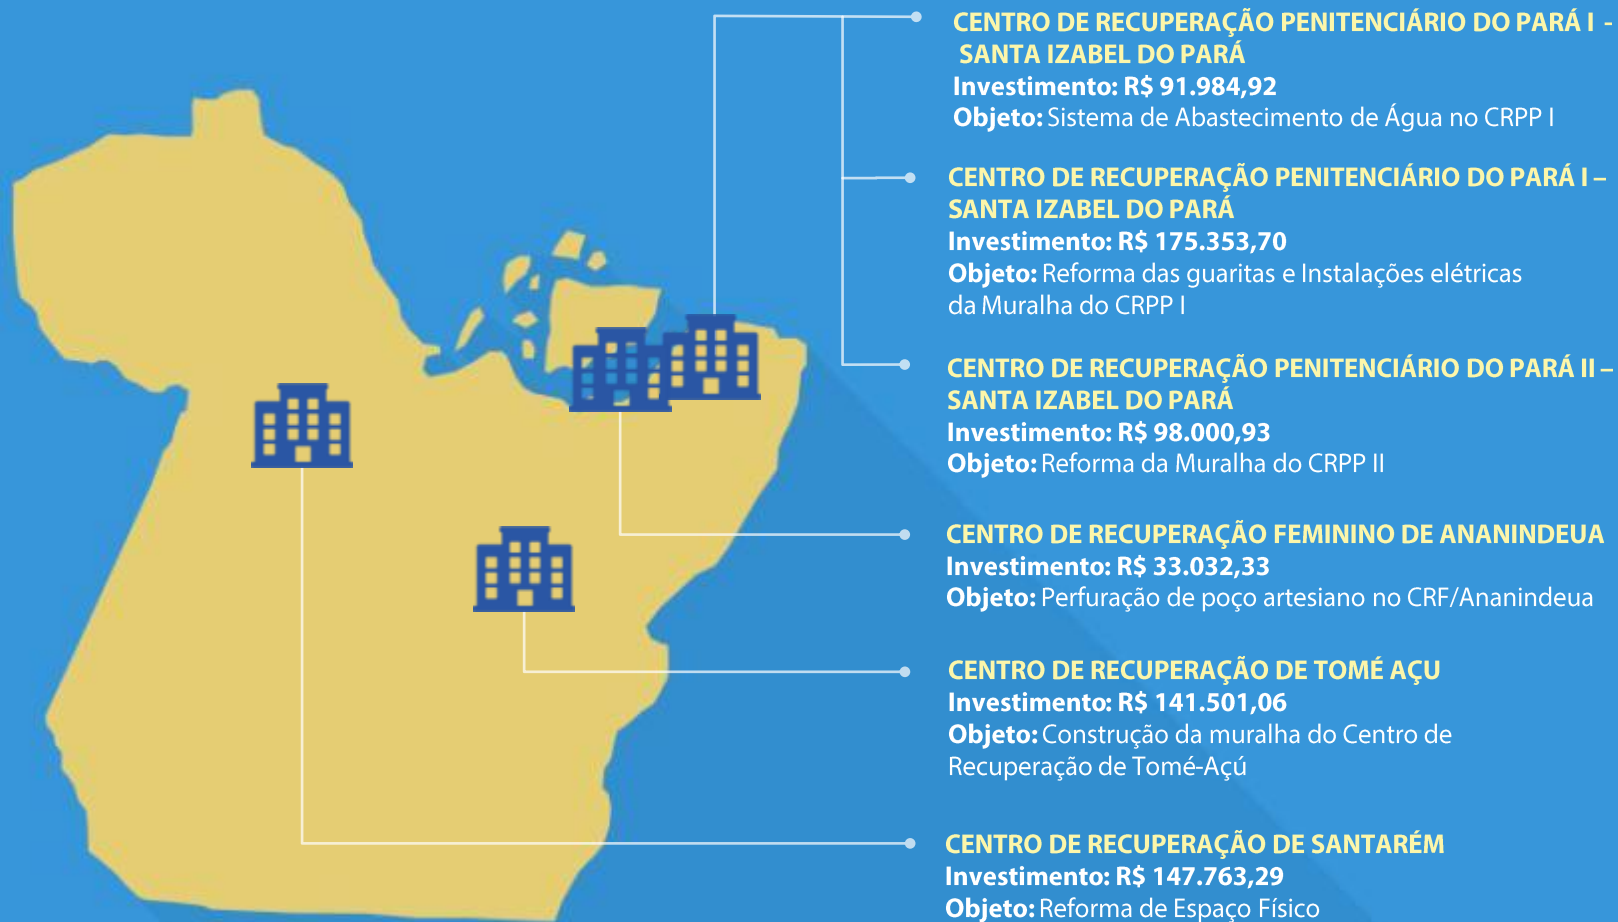 CENTRO DE RECUPERAÇÃO PENITENCIÁRIO DO PARÁ I -
SANTA IZABEL DO PARÁ
Investimento: R$ 91.984,92
Objeto: Sistema de Abastecimento de Água no CRPP I
CENTRO DE RECUPERAÇÃO PENITENCIÁRIO DO PARÁ I –
SANTA IZABEL DO PARÁ
Investimento: R$ 175.353,70
Objeto: Reforma das guaritas e Instalações elétricas
da Muralha do CRPP I
CENTRO DE RECUPERAÇÃO PENITENCIÁRIO DO PARÁ II –
SANTA IZABEL DO PARÁ
Investimento: R$ 98.000,93
Objeto: Reforma da Muralha do CRPP II
CENTRO DE RECUPERAÇÃO FEMININO DE ANANINDEUA
Investimento: R$ 33.032,33
Objeto: Perfuração de poço artesiano no CRF/Ananindeua
CENTRO DE RECUPERAÇÃO DE TOMÉ AÇU
Investimento: R$ 141.501,06
Objeto: Construção da muralha do Centro de
Recuperação de Tomé-Açú
CENTRO DE RECUPERAÇÃO DE SANTARÉM
Investimento: R$ 147.763,29
Objeto: Reforma de Espaço Físico